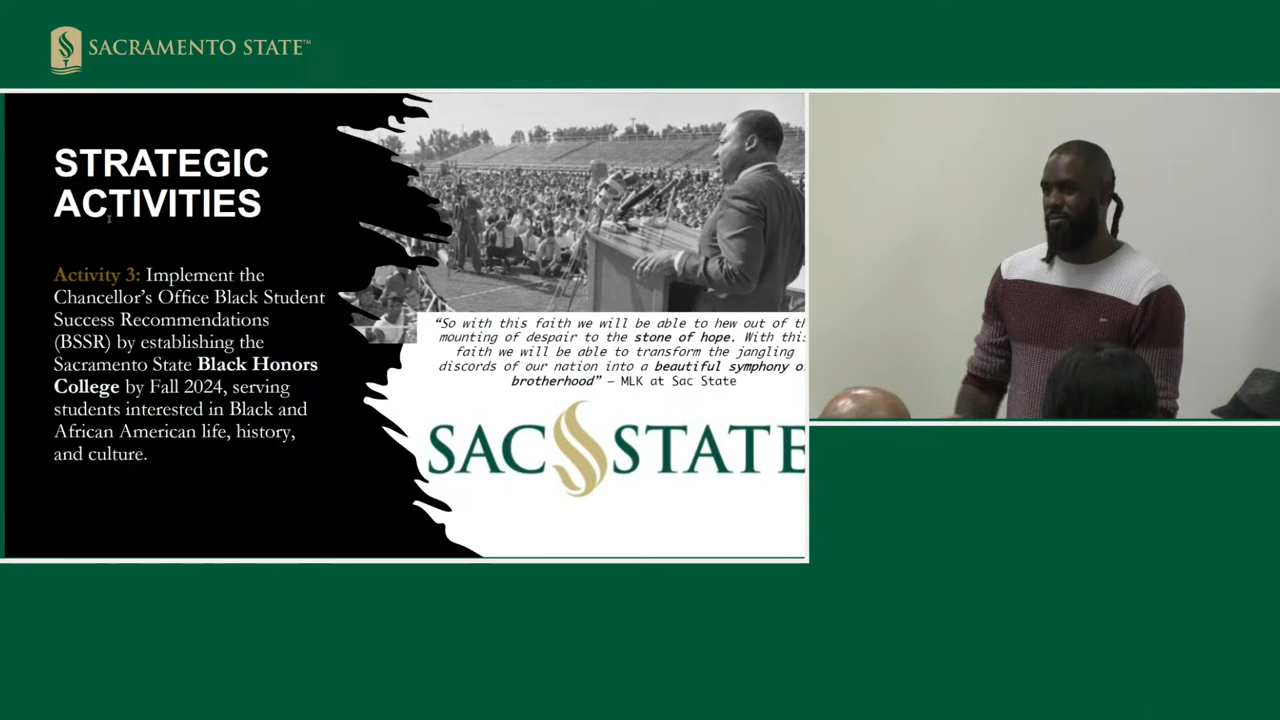 SACRAMENTO STATE™
STRATEGIC
ACTIVITIES
Activity 3: Implement the
Chancellor’s Office Black Student
Success Recommendations
(BSSR) by establishing the
Sacramento State Black Honors
College by Fall 2024, serving
students interested in Black and
African American life, history,
and culture.
“So with this faith we will be able to hew out of th
mounting of despair to the stone of hope. With this
faith we will be able to transform the jangling
discords of our nation into a beautiful symphony o
brotherhood” – MLK at Sac State
SAC STATE